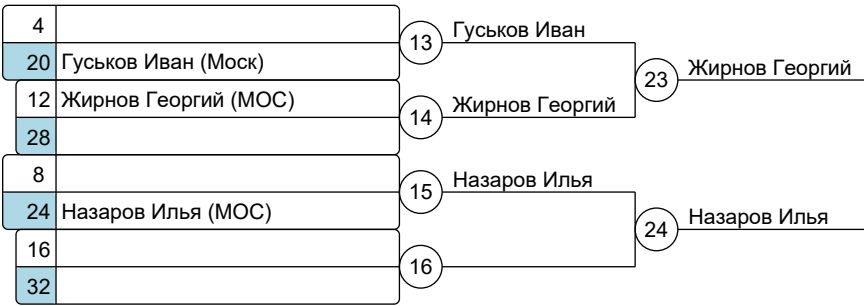 4
13
Гуськов Иван
20 Гуськов Иван (Моск)
23
Жирнов Георгий
12 Жирнов Георгий (МОС)
14
Жирнов Георгий
28
8
15
Назаров Илья
24 Назаров Илья (МОС)
24
Назаров Илья
16
16
32